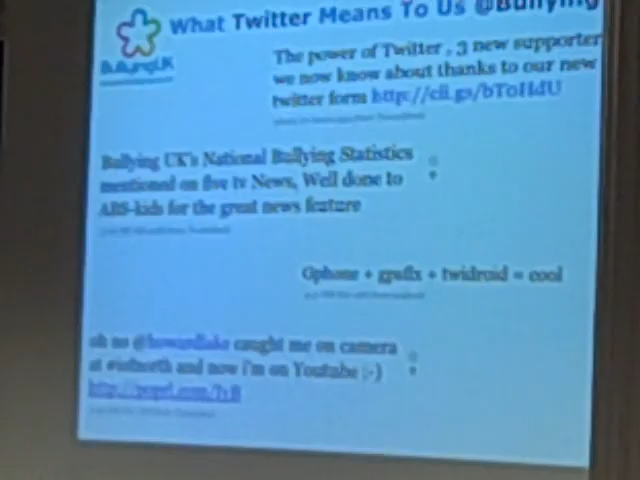 What Twitter Means To Us @Bullying
BullyingUK
The power of Twitter , 3 new supporter
we now know about thanks to our new
twitter form http://cli.gs/bToHdU
Bullying UK's National Bullying Statistics
mentioned on five tv News, Well done to
ABS-kids for the great news feature
Gphone + gpuffx + twidroid = cool
oh no @howardlake caught me on camera
at #iofnorth and now i'm on Youtube :-)